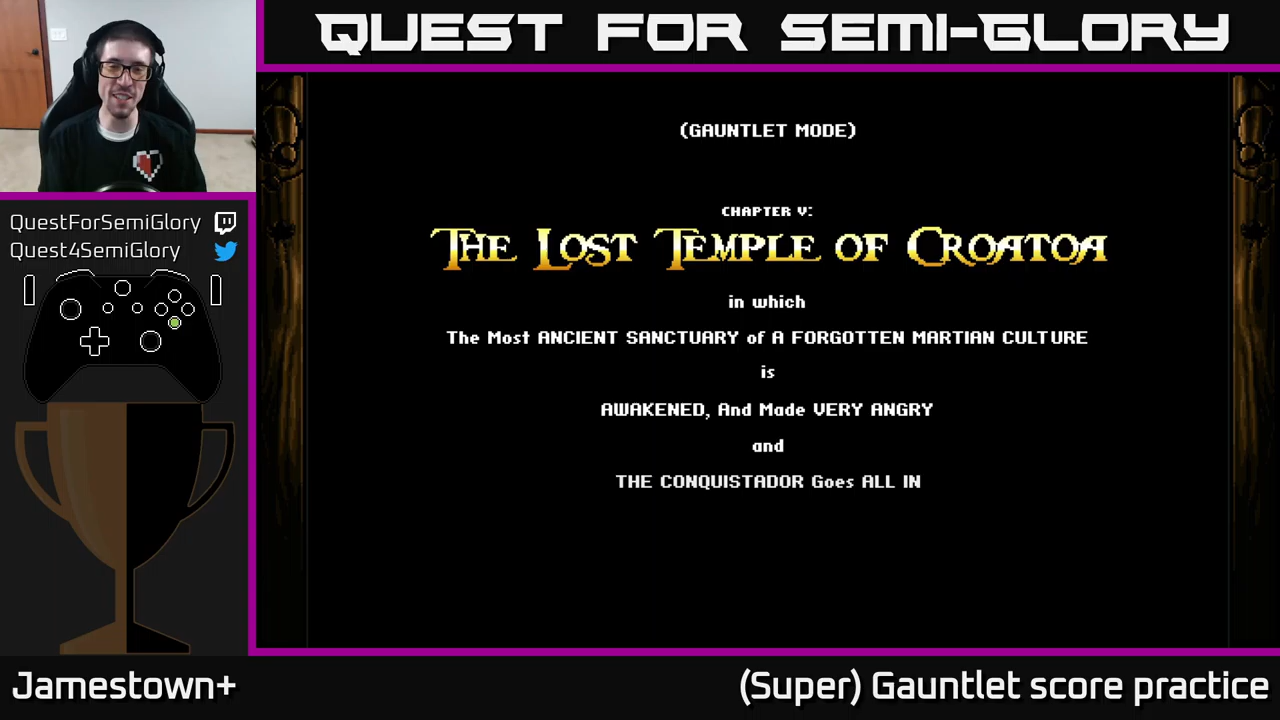 QUEST FOR SEMI-GLORY
QuestForSemiGlory
Quest4SemiGlory
(GAUNTLET MODE)
CHAPTER V:
THE LOST TEMPLE OF CROATOA
in which
The Most ANCIENT SANCTUARY of A FORGOTTEN MARTIAN CULTURE
is
AWAKENED, And Made VERY ANGRY
and
THE CONQUISTADOR Goes ALL IN
Jamestown+
(Super) Gauntlet score practice